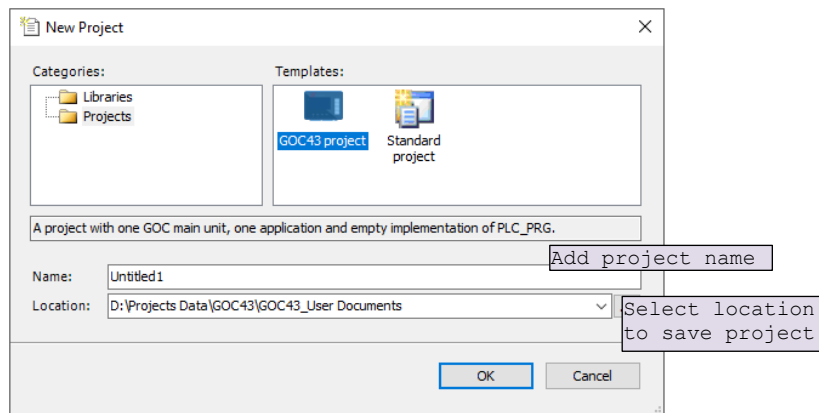 New Project
Categories:
Templates:
Libraries
Projects
GOC43 project
Standard
project
A project with one GOC main unit, one application and empty implementation of PLC_PRG.
Add project name
Name:
Untitled1
Location:
D:\Projects Data\GOC43\GOC43_User Documents
Select location
to save project
OK
Cancel